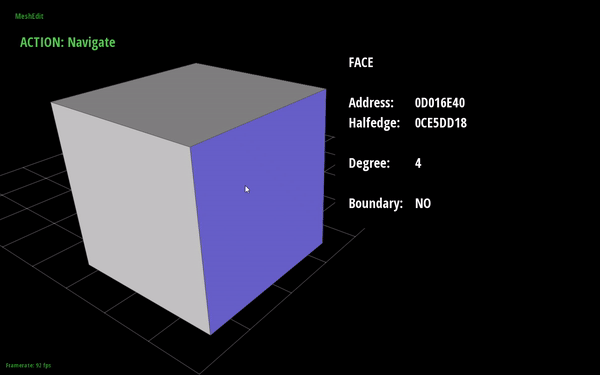 MeshEdit
ACTION: Navigate
FACE
Address: 0D016E40
Halfedge: 0CE5DD18
Degree: 4
Boundary: NO
Framerate: 92 fps